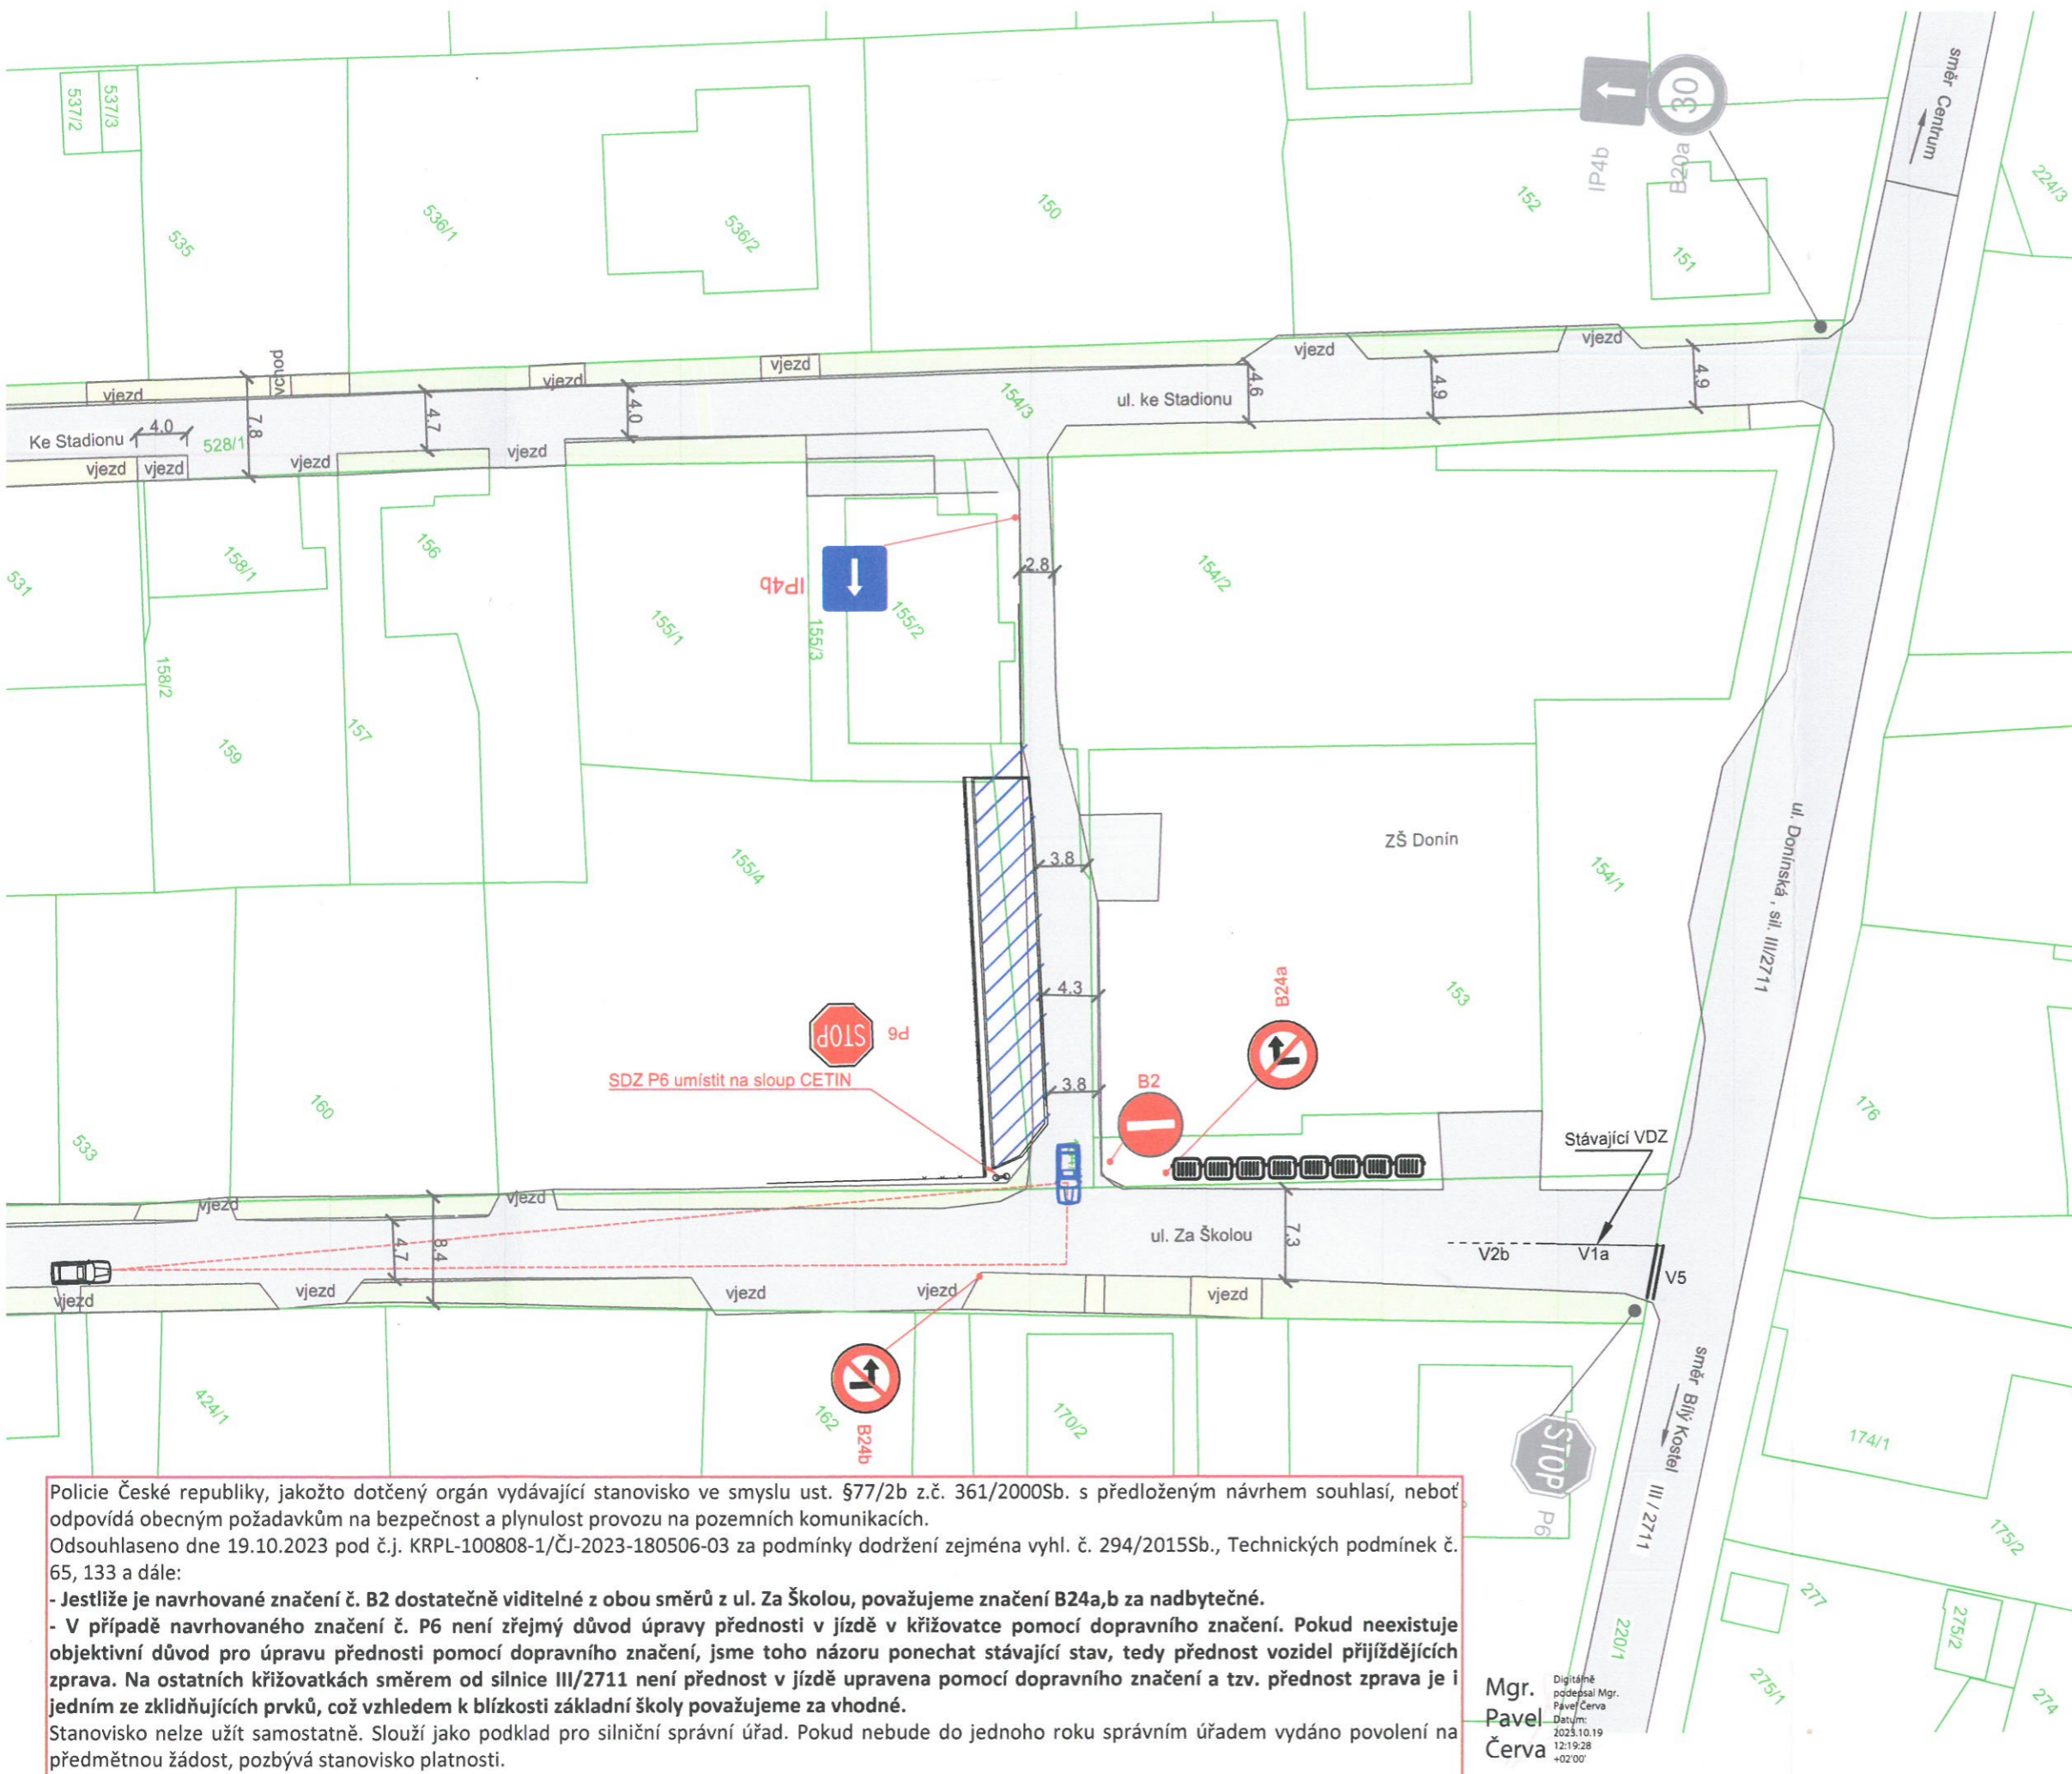 směr Centrum
537/2
537/3
535
536/1
536/2
150
152
151
224/3
IP4b
B20a
30
vjezd
vchod
vjezd
vjezd
vjezd
vjezd
Ke Stadionu
4.0
528/1
7.8
4.7
4.0
154/3
ul. ke Stadionu
4.6
4.9
4.9
vjezd
vjezd
vjezd
vjezd
531
158/1
156
158/2
159
157
155/1
155/3
155/2
IP4b
2.8
154/2
ul. Donínská , sil. III/2711
ZŠ Donín
155/4
3.8
154/1
4.3
153
B24a
STOP
P6
SDZ P6 umístit na sloup CETIN
3.8
B2
160
533
176
Stávající VDZ
vjezd
vjezd
4.7
8.4
ul. Za Školou
7.3
V2b
V1a
V5
vjezd
vjezd
vjezd
vjezd
vjezd
směr Bílý Kostel
III / 2711
424/1
162
B24b
170/2
STOP
P6
174/1
175/2
277
275/2
220/1
275/1
274
Policie České republiky, jakožto dotčený orgán vydávající stanovisko ve smyslu ust. §77/2b z.č. 361/2000Sb. s předloženým návrhem souhlasí, neboť
odpovídá obecným požadavkům na bezpečnost a plynulost provozu na pozemních komunikacích.
Odsouhlaseno dne 19.10.2023 pod č.j. KRPL-100808-1/ČJ-2023-180506-03 za podmínky dodržení zejména vyhl. č. 294/2015Sb., Technických podmínek č.
65, 133 a dále:
- Jestliže je navrhované značení č. B2 dostatečně viditelné z obou směrů z ul. Za Školou, považujeme značení B24a,b za nadbytečné.
- V případě navrhovaného značení č. P6 není zřejmý důvod úpravy přednosti v jízdě v křižovatce pomocí dopravního značení. Pokud neexistuje
objektivní důvod pro úpravu přednosti pomocí dopravního značení, jsme toho názoru ponechat stávající stav, tedy přednost vozidel přijíždějících
zprava. Na ostatních křižovatkách směrem od silnice III/2711 není přednost v jízdě upravena pomocí dopravního značení a tzv. přednost zprava je i
jedním ze zklidňujících prvků, což vzhledem k blízkosti základní školy považujeme za vhodné.
Stanovisko nelze užít samostatně. Slouží jako podklad pro silniční správní úřad. Pokud nebude do jednoho roku správním úřadem vydáno povolení na
předmětnou žádost, pozbývá stanovisko platnosti.
Mgr.
Pavel
Červa
Digitálně
podepsal Mgr.
Pavel Červa
Datum:
2023.10.19
12:19:28
+02'00'